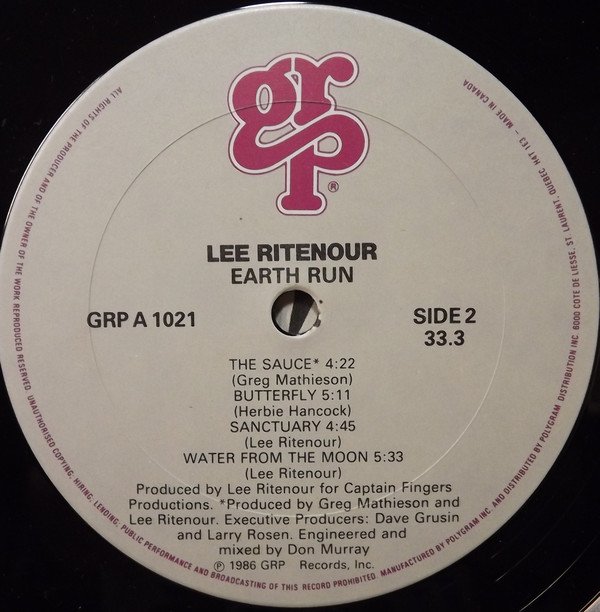 grp®
LEE RITENOUR
EARTH RUN
GRP A 1021
SIDE 2
33.3
THE SAUCE* 4:22
(Greg Mathieson)
BUTTERFLY 5:11
(Herbie Hancock)
SANCTUARY 4:45
(Lee Ritenour)
WATER FROM THE MOON 5:33
(Lee Ritenour)
Produced by Lee Ritenour for Captain Fingers
Productions. *Produced by Greg Mathieson and
Lee Ritenour. Executive Producers: Dave Grusin
and Larry Rosen. Engineered and
mixed by Don Murray
℗ 1986 GRP Records, Inc.
ALL RIGHTS OF THE PRODUCER AND OF THE OWNER OF THE WORK REPRODUCED RESERVED. UNAUTHORISED COPYING, HIRING, LENDING, PUBLIC PERFORMANCE AND BROADCASTING OF THIS RECORD PROHIBITED. MANUFACTURED BY POLYGRAM INC. AND DISTRIBUTED BY POLYGRAM DISTRIBUTION INC. 6000 COTE DE LIESSE, ST LAURENT, QUEBEC H4T 1E3 – MADE IN CANADA